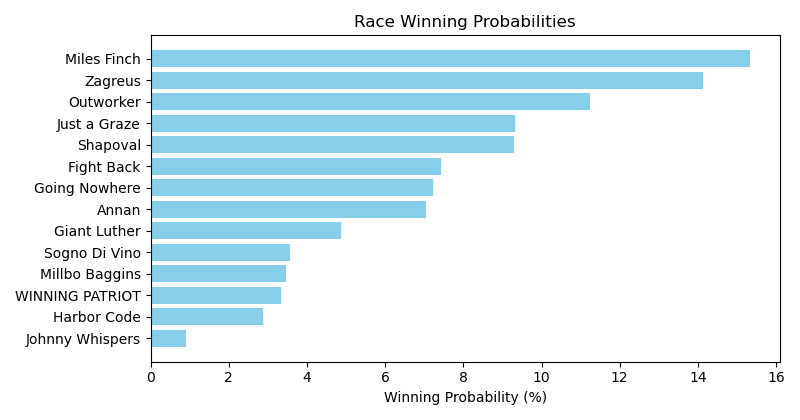 Race Winning Probabilities
Miles Finch
Zagreus
Outworker
Just a Graze
Shapoval
Fight Back
Going Nowhere
Annan
Giant Luther
Sogno Di Vino
Millbo Baggins
WINNING PATRIOT
Harbor Code
Johnny Whispers
0 2 4 6 8 10 12 14 16
Winning Probability (%)